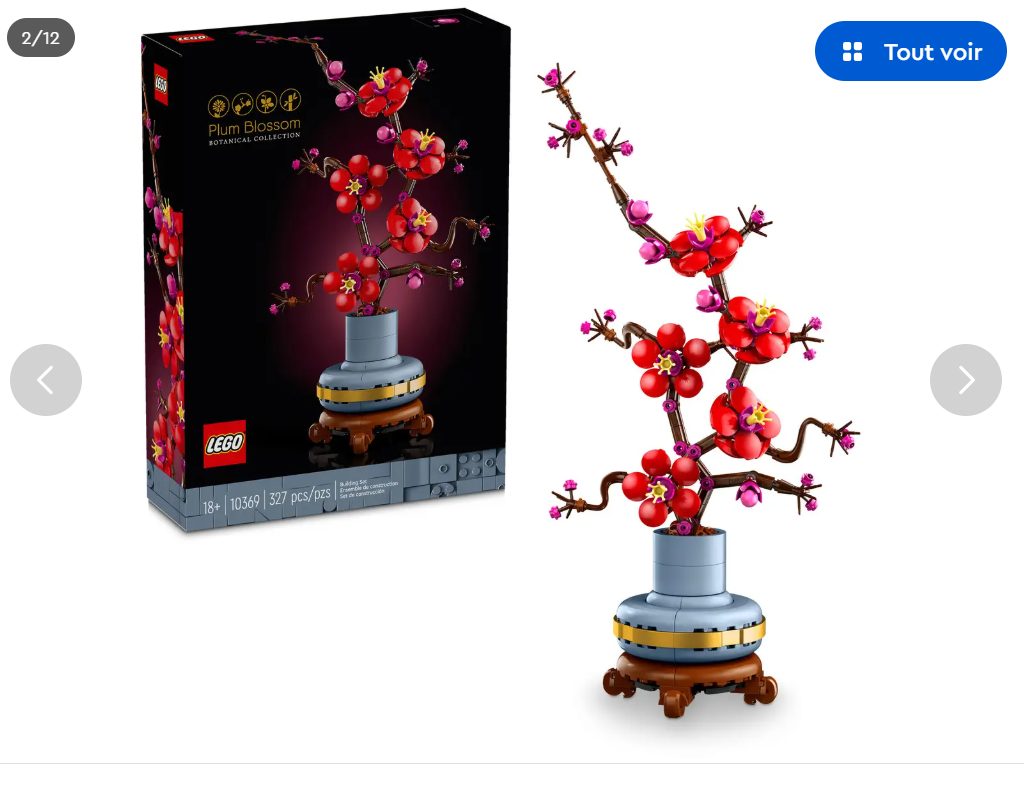 2/12
Tout voir
LEGO
LEGO
Plum Blossom
BOTANICAL COLLECTION
LEGO
18+ 10369 327 pcs/pzs
Building Set
Ensemble de construction
Set de construcción